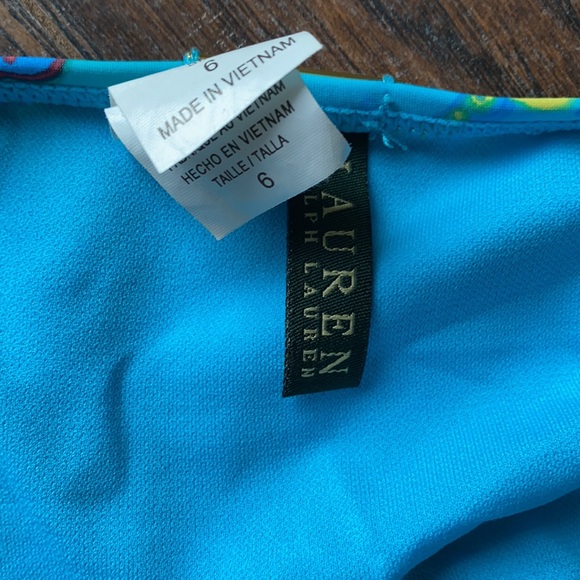 6
MADE IN VIETNAM
HECHO EN VIETNAM
TAILLE / TALLA
6
LAUREN
RALPH LAUREN